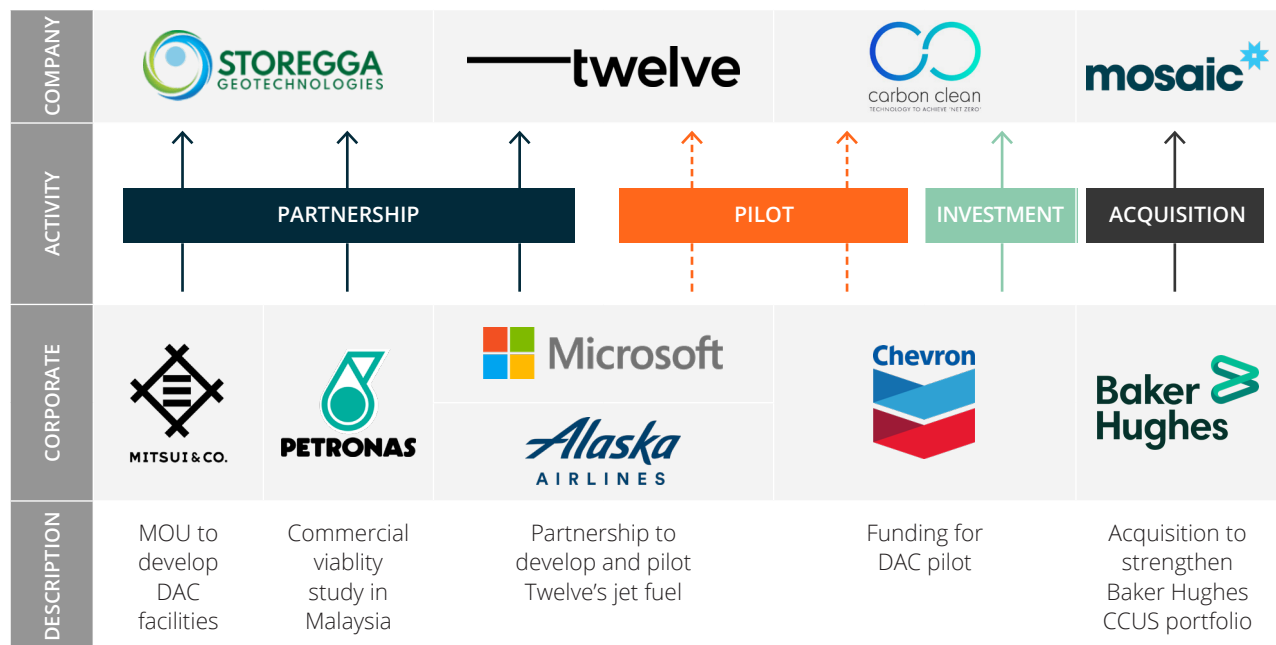 COMPANY
STOREGGA
GEOTECHNOLOGIES
twelve
carbon clean
TECHNOLOGY TO ACHIEVE 'NET ZERO'
mosaic
ACTIVITY
PARTNERSHIP
PILOT
INVESTMENT
ACQUISITION
CORPORATE
MITSUI & CO.
PETRONAS
Microsoft
Alaska
AIRLINES
Chevron
Baker
Hughes
DESCRIPTION
MOU to
develop
DAC
facilities
Commercial
viablity
study in
Malaysia
Partnership to
develop and pilot
Twelve’s jet fuel
Funding for
DAC pilot
Acquisition to
strengthen
Baker Hughes
CCUS portfolio